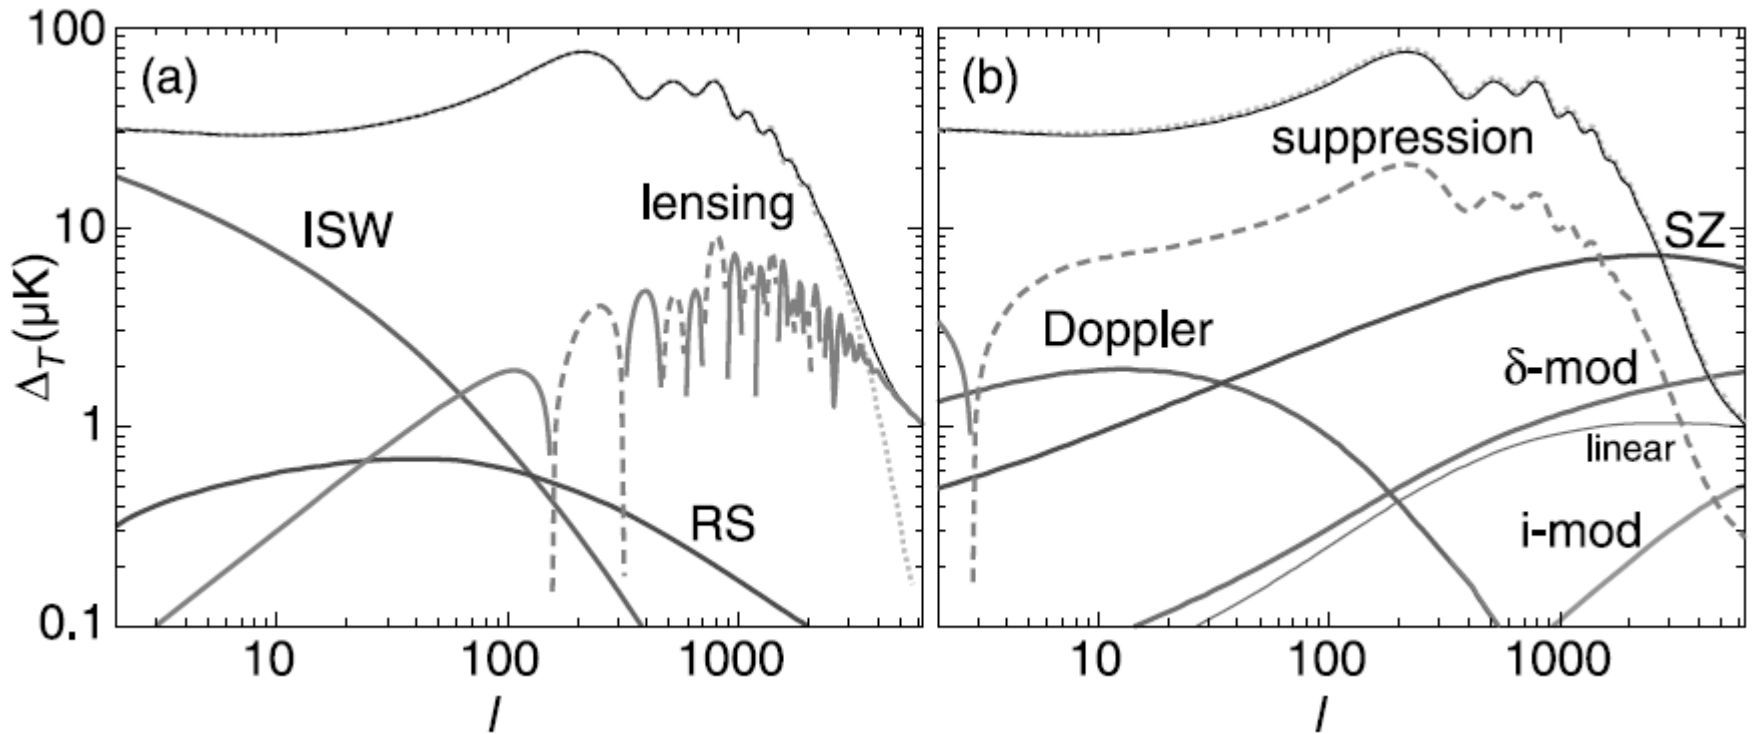 100
10
1
0.1
Δ_T(μK)
(a)
ISW
lensing
RS
10 100 1000
l
(b)
suppression
SZ
Doppler
δ-mod
linear
i-mod
10 100 1000
l